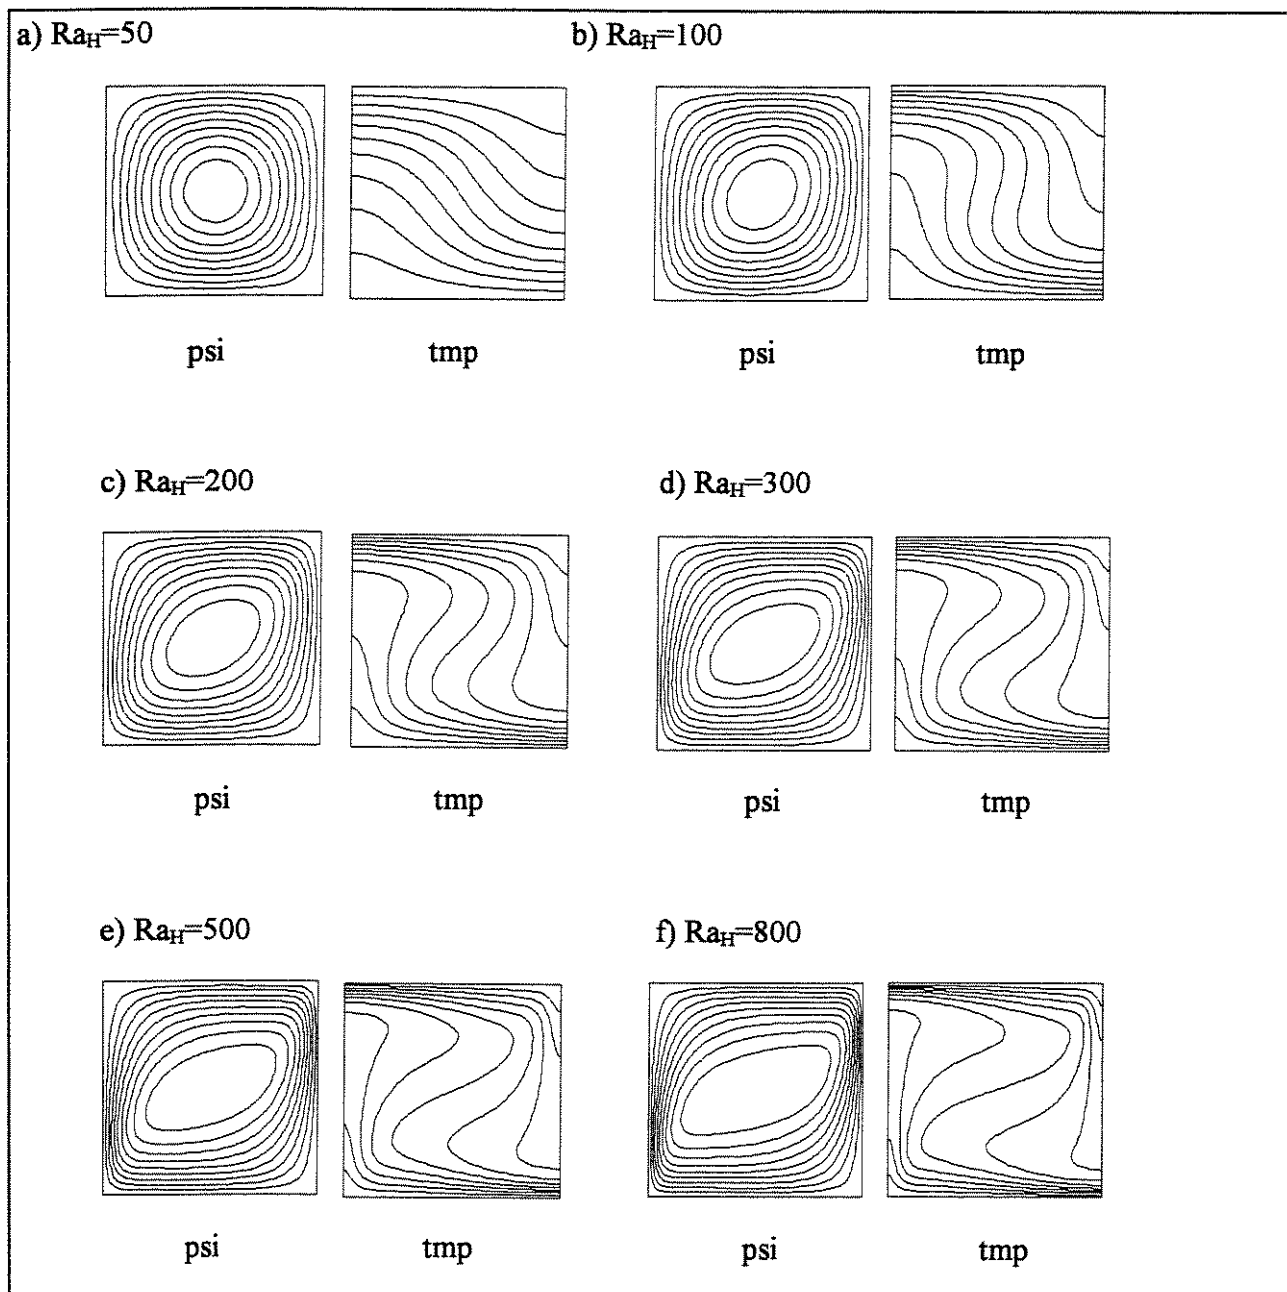 a) Ra_H=50 b) Ra_H=100
psi tmp psi tmp
c) Ra_H=200 d) Ra_H=300
psi tmp psi tmp
e) Ra_H=500 f) Ra_H=800
psi tmp psi tmp